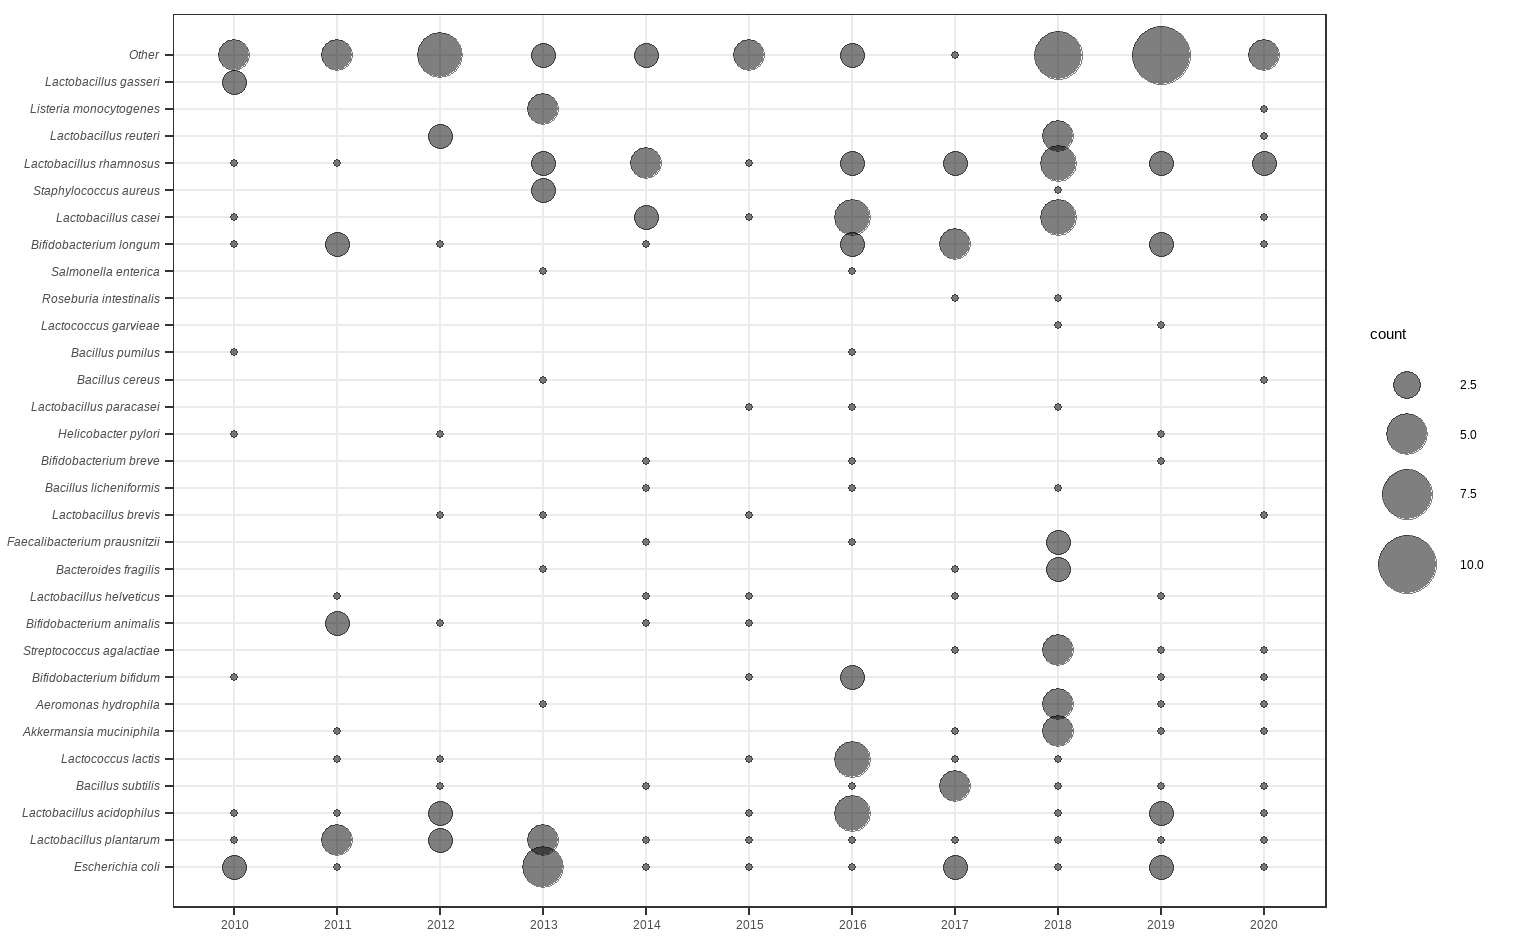 Other
Lactobacillus gasseri
Listeria monocytogenes
Lactobacillus reuteri
Lactobacillus rhamnosus
Staphylococcus aureus
Lactobacillus casei
Bifidobacterium longum
Salmonella enterica
Roseburia intestinalis
Lactococcus garvieae
Bacillus pumilus
Bacillus cereus
Lactobacillus paracasei
Helicobacter pylori
Bifidobacterium breve
Bacillus licheniformis
Lactobacillus brevis
Faecalibacterium prausnitzii
Bacteroides fragilis
Lactobacillus helveticus
Bifidobacterium animalis
Streptococcus agalactiae
Bifidobacterium bifidum
Aeromonas hydrophila
Akkermansia muciniphila
Lactococcus lactis
Bacillus subtilis
Lactobacillus acidophilus
Lactobacillus plantarum
Escherichia coli
2010 2011 2012 2013 2014 2015 2016 2017 2018 2019 2020
count
2.5
5.0
7.5
10.0